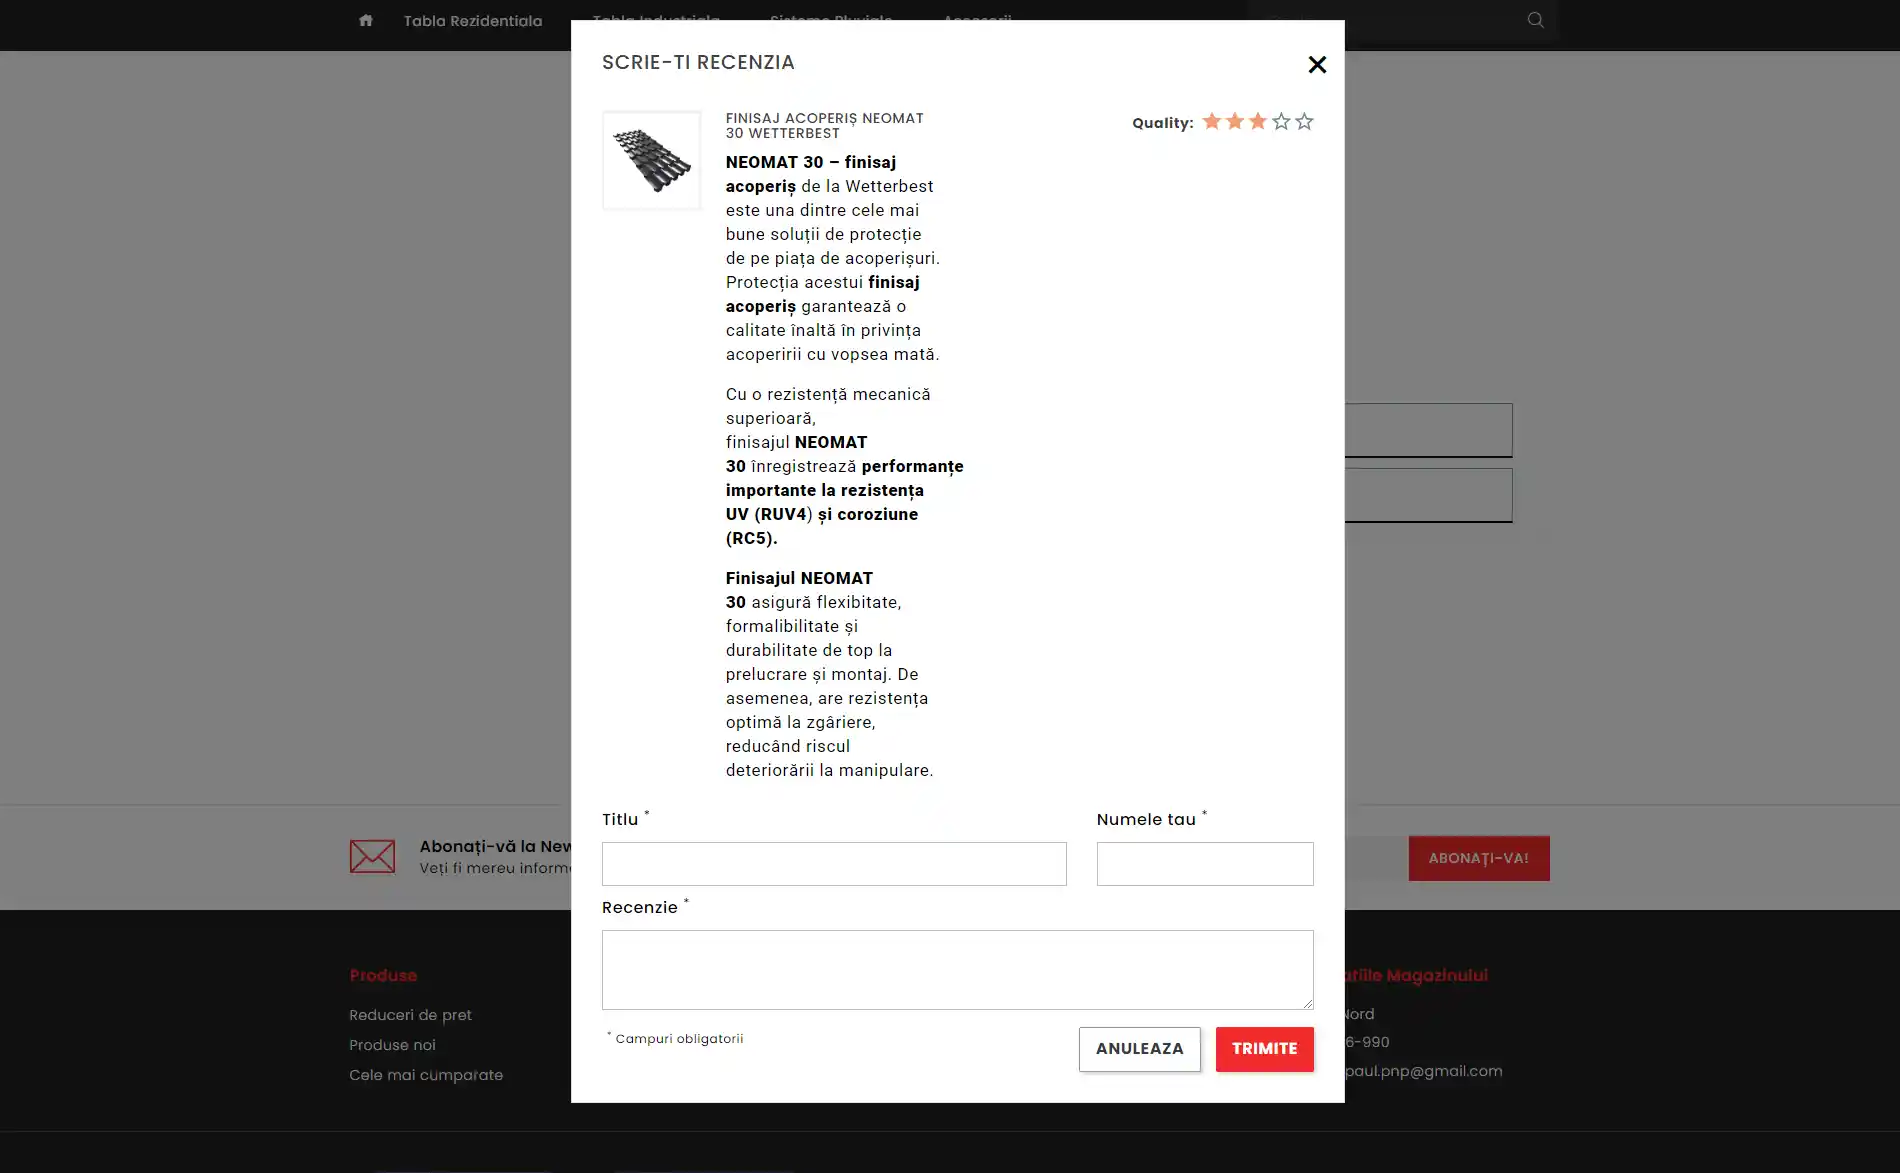 Tabla Rezidentiala
Tabla Industriala
Sisteme Pluviale
Accesorii
SCRIE-TI RECENZIA
FINISAJ ACOPERIȘ NEOMAT
30 WETTERBEST
Quality:
NEOMAT 30 – finisaj
acoperiș de la Wetterbest
este una dintre cele mai
bune soluții de protecție
de pe piața de acoperișuri.
Protecția acestui finisaj
acoperiș garantează o
calitate înaltă în privința
acoperirii cu vopsea mată.
Cu o rezistență mecanică
superioară,
finisajul NEOMAT
30 înregistrează performanțe
importante la rezistența
UV (RUV4) și coroziune
(RC5).
Finisajul NEOMAT
30 asigură flexibitate,
formalibilitate și
durabilitate de top la
prelucrare și montaj. De
asemenea, are rezistența
optimă la zgâriere,
reducând riscul
deteriorării la manipulare.
Titlu *
Numele tau *
Recenzie *
* Campuri obligatorii
ANULEAZA
TRIMITE
Abonați-vă la New
Veți fi mereu inform
ABONAȚI-VA!
Produse
Reduceri de pret
Produse noi
Cele mai cumparate
atiile Magazinului
Nord
6-990
paul.pnp@gmail.com